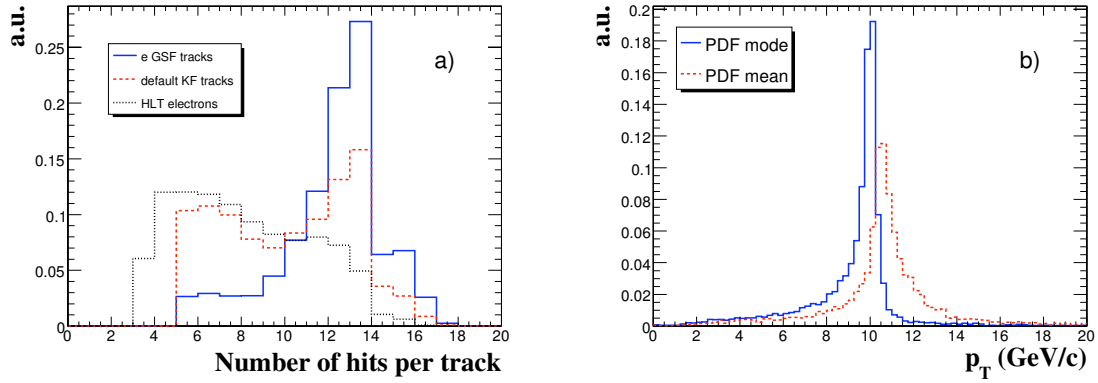 a.u.
0.25
0.2
0.15
0.1
0.05
0
e GSF tracks
default KF tracks
HLT electrons
a)
0 2 4 6 8 10 12 14 16 18 20
Number of hits per track
a.u.
0.2
0.18
0.16
0.14
0.12
0.1
0.08
0.06
0.04
0.02
0
PDF mode
PDF mean
b)
0 2 4 6 8 10 12 14 16 18 20
p_T (GeV/c)